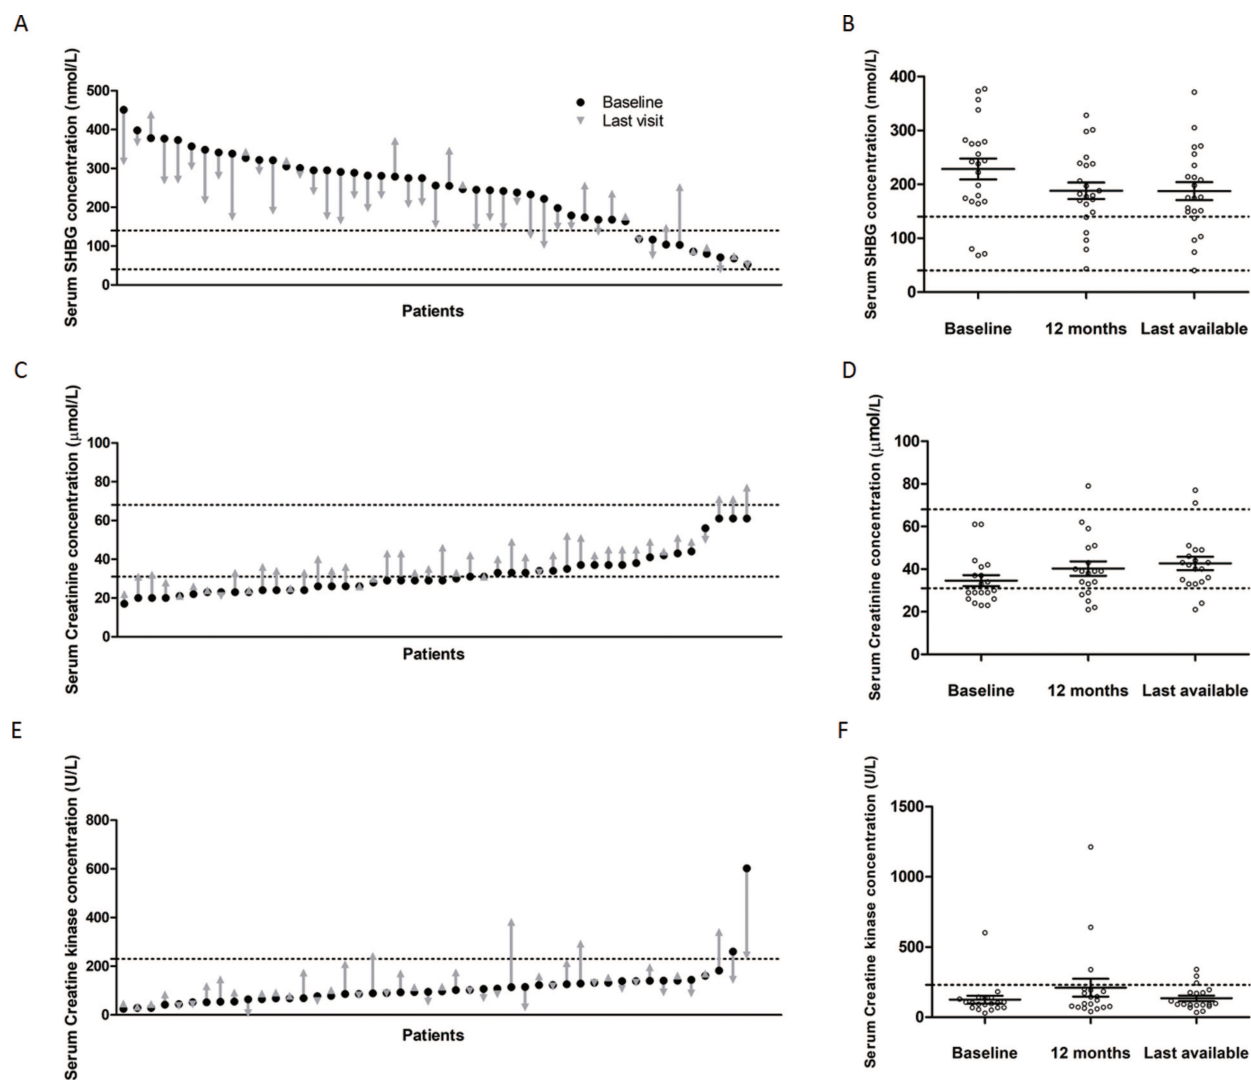 A
B
Serum SHBG concentration (nmol/L)
500
400
300
200
100
0
Baseline
Last visit
Patients
Serum SHBG concentration (nmol/L)
400
300
200
100
0
Baseline 12 months Last available
C
D
Serum Creatinine concentration (µmol/L)
100
80
60
40
20
0
Patients
Serum Creatinine concentration (µmol/L)
100
80
60
40
20
0
Baseline 12 months Last available
E
F
Serum Creatine kinase concentration (U/L)
800
600
400
200
0
Patients
Serum Creatine kinase concentration (U/L)
1500
1000
500
0
Baseline 12 months Last available